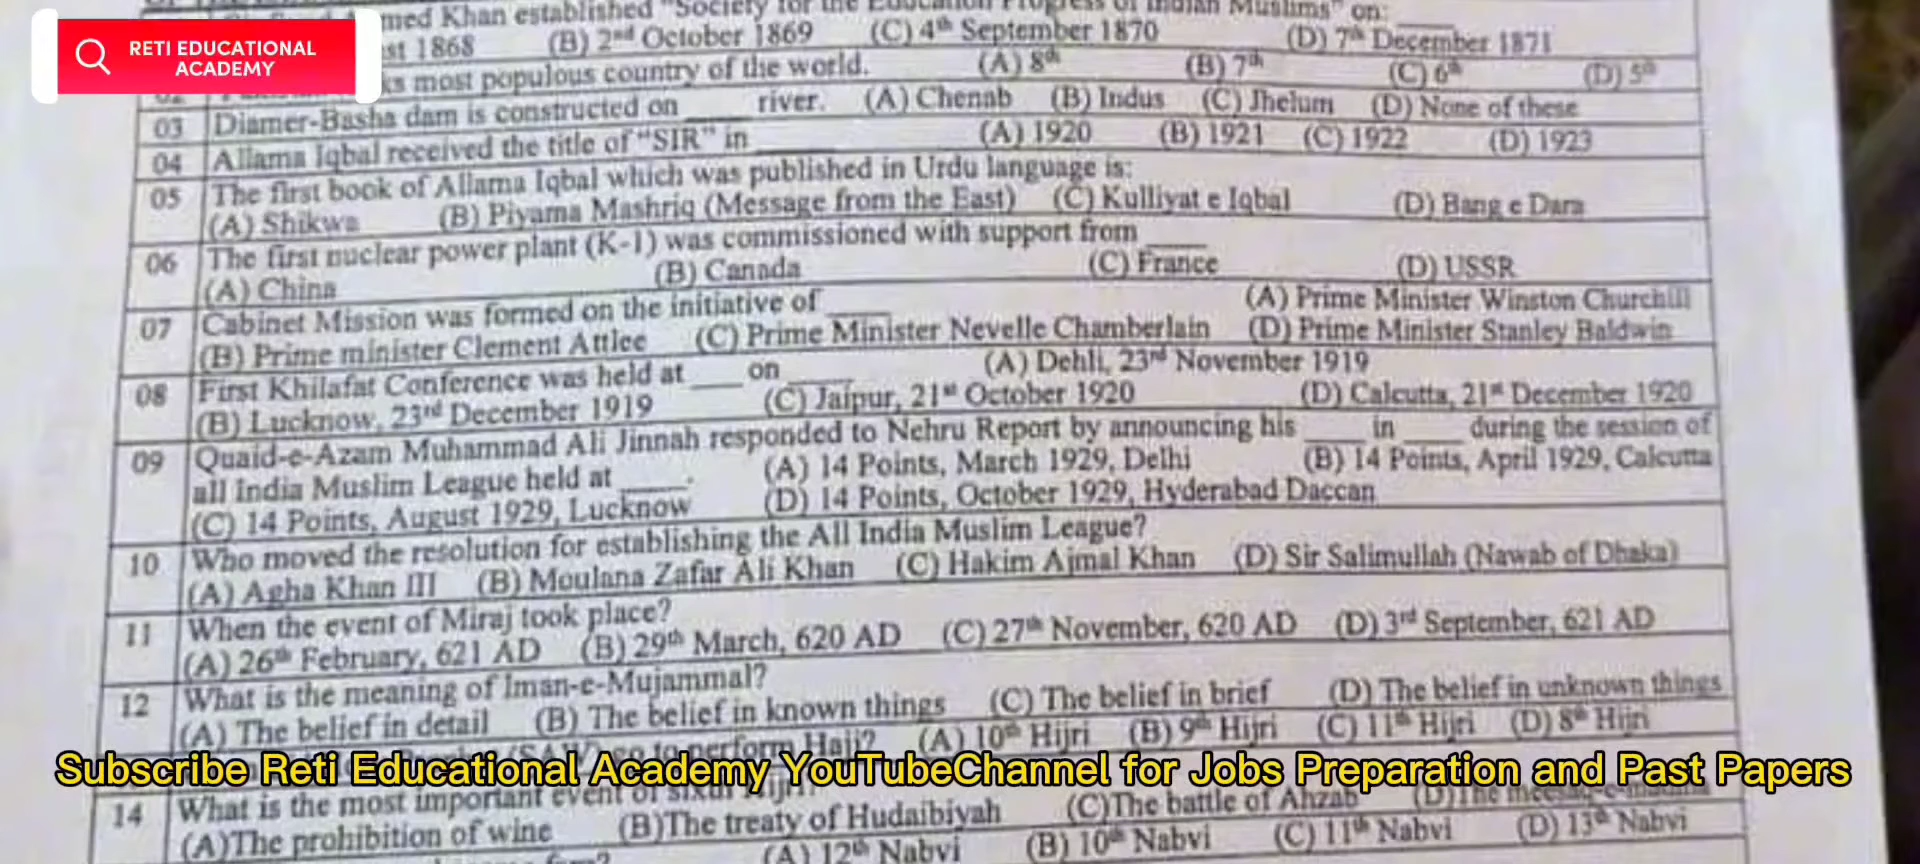 RETI EDUCATIONAL
ACADEMY
med Khan established "Society for the Education Progress of Indian Muslims" on:
st 1868 (B) 2nd October 1869 (C) 4th September 1870 (D) 7th December 1871
02 ks most populous country of the world. (A) 8th (B) 7th (C) 6th (D) 5th
03 Diamer-Basha dam is constructed on ____ river. (A) Chenab (B) Indus (C) Jhelum (D) None of these
04 Allama Iqbal received the title of "SIR" in ____ (A) 1920 (B) 1921 (C) 1922 (D) 1923
05 The first book of Allama Iqbal which was published in Urdu language is:
(A) Shikwa (B) Piyama Mashriq (Message from the East) (C) Kulliyat e Iqbal (D) Bang e Dara
06 The first nuclear power plant (K-1) was commissioned with support from ____
(A) China (B) Canada (C) France (D) USSR
07 Cabinet Mission was formed on the initiative of ____ (A) Prime Minister Winston Churchill
(B) Prime minister Clement Attlee (C) Prime Minister Nevelle Chamberlain (D) Prime Minister Stanley Baldwin
08 First Khilafat Conference was held at ____ on ____ (A) Dehli, 23rd November 1919
(B) Lucknow, 23rd December 1919 (C) Jaipur, 21st October 1920 (D) Calcutta, 21st December 1920
09 Quaid-e-Azam Muhammad Ali Jinnah responded to Nehru Report by announcing his ____ in ____ during the session of
all India Muslim League held at ____. (A) 14 Points, March 1929, Delhi (B) 14 Points, April 1929, Calcutta
(C) 14 Points, August 1929, Lucknow (D) 14 Points, October 1929, Hyderabad Daccan
10 Who moved the resolution for establishing the All India Muslim League?
(A) Agha Khan III (B) Moulana Zafar Ali Khan (C) Hakim Ajmal Khan (D) Sir Salimullah (Nawab of Dhaka)
11 When the event of Miraj took place?
(A) 26th February, 621 AD (B) 29th March, 620 AD (C) 27th November, 620 AD (D) 3rd September, 621 AD
12 What is the meaning of Iman-e-Mujammal?
(A) The belief in detail (B) The belief in known things (C) The belief in brief (D) The belief in unknown things
(SAW) go to perform Hajj? (A) 10th Hijri (B) 9th Hijri (C) 11th Hijri (D) 8th Hijri
Subscribe Reti Educational Academy YouTubeChannel for Jobs Preparation and Past Papers
14 What is the most important event of sixth Hijri?
(A)The prohibition of wine (B)The treaty of Hudaibiyah (C)The battle of Ahzab
(A) 12th Nabvi (B) 10th Nabvi (C) 11th Nabvi (D) 13th Nabvi